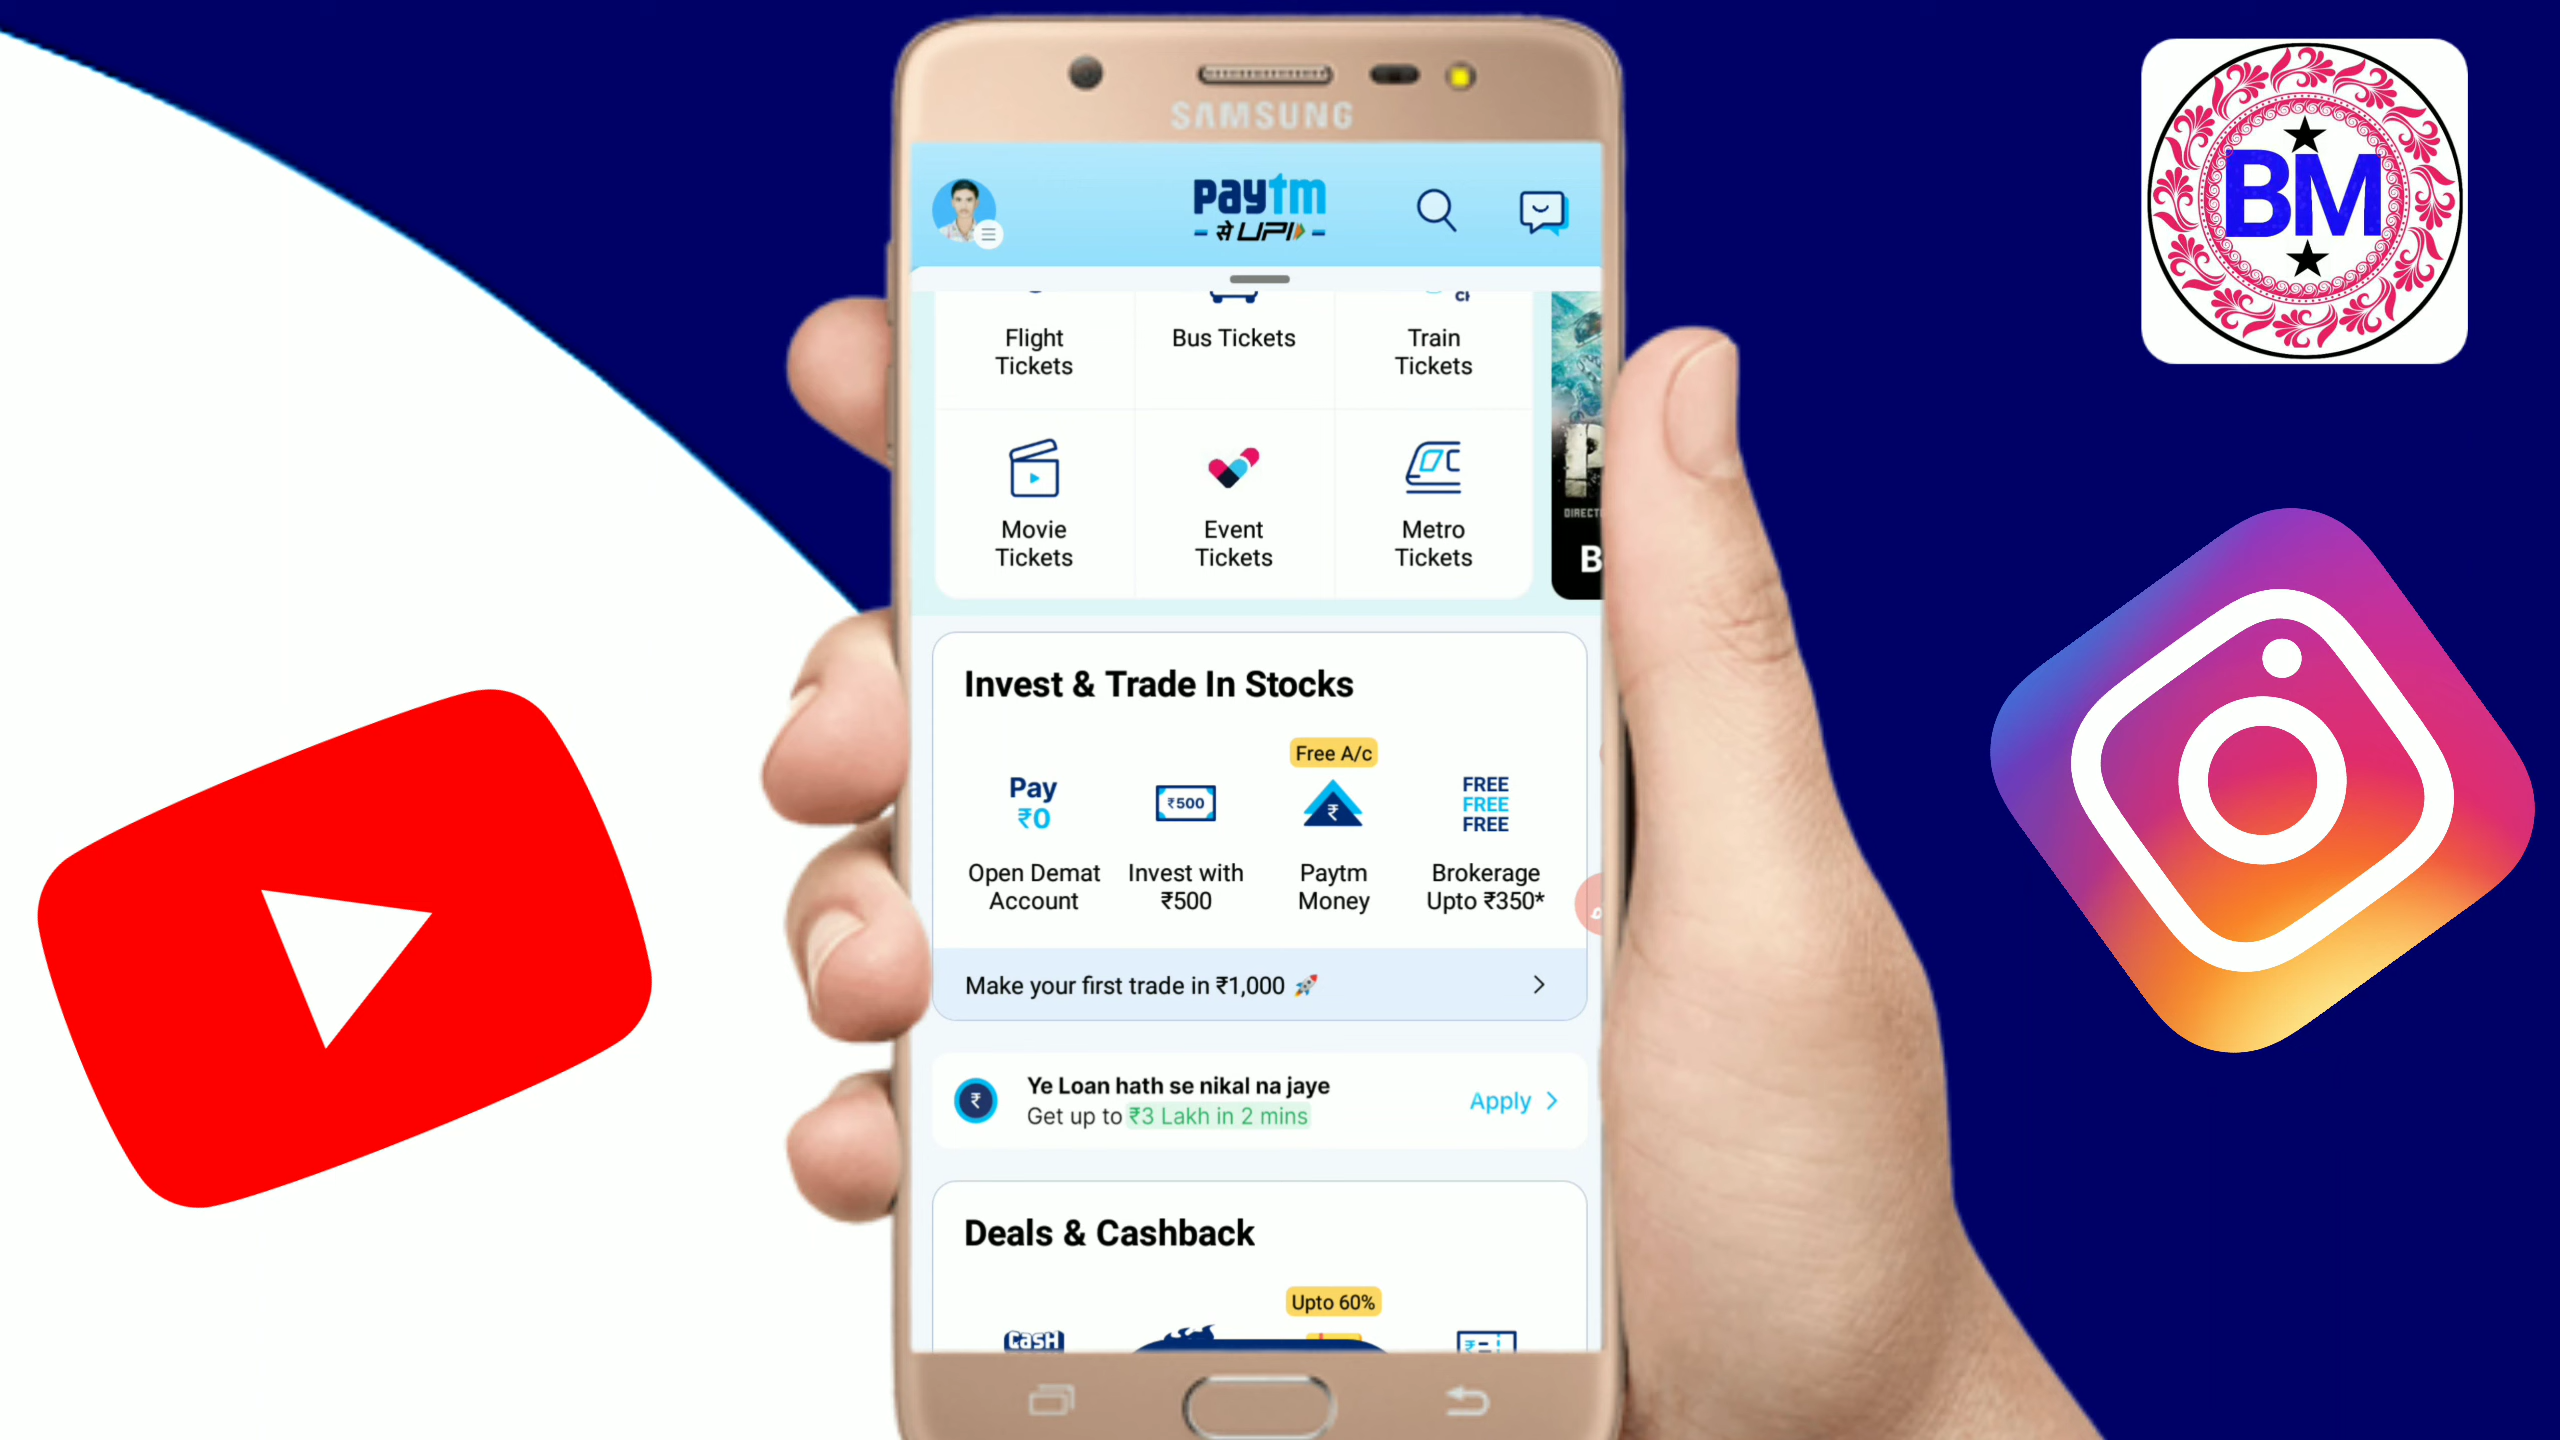 SAMSUNG
paytm
से UPI
Flight
Tickets
Bus Tickets
Train
Tickets
Movie
Tickets
Event
Tickets
Metro
Tickets
DIRECT
B
Invest & Trade In Stocks
Free A/c
Pay
₹0
₹500
₹
FREE
FREE
FREE
Open Demat
Account
Invest with
₹500
Paytm
Money
Brokerage
Upto ₹350*
Make your first trade in ₹1,000
₹
Ye Loan hath se nikal na jaye
Get up to ₹3 Lakh in 2 mins
Apply
Deals & Cashback
Upto 60%
CASH
BM